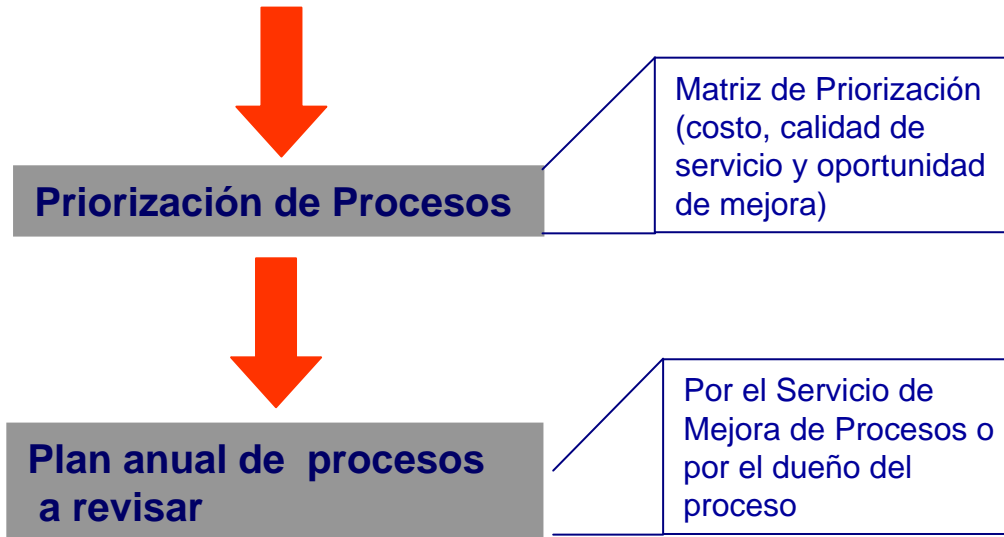 Matriz de Priorización
(costo, calidad de
servicio y oportunidad
de mejora)
Priorización de Procesos
Por el Servicio de
Mejora de Procesos o
por el dueño del
proceso
Plan anual de  procesos
a revisar